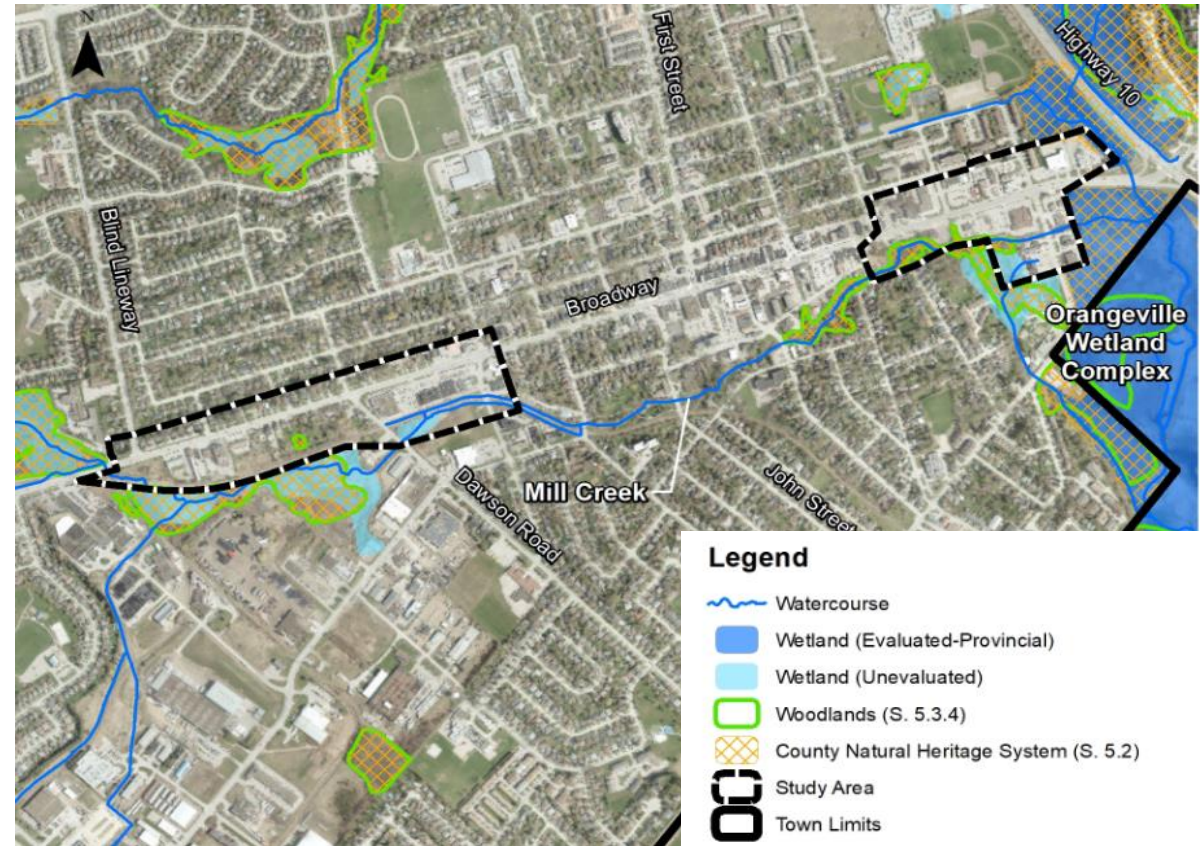 N
First Street
Highway 10
Blind Lineway
Broadway
Orangeville
Wetland
Complex
Mill Creek
Dawson Road
John Street
Legend
Watercourse
Wetland (Evaluated-Provincial)
Wetland (Unevaluated)
Woodlands (S. 5.3.4)
County Natural Heritage System (S. 5.2)
Study Area
Town Limits